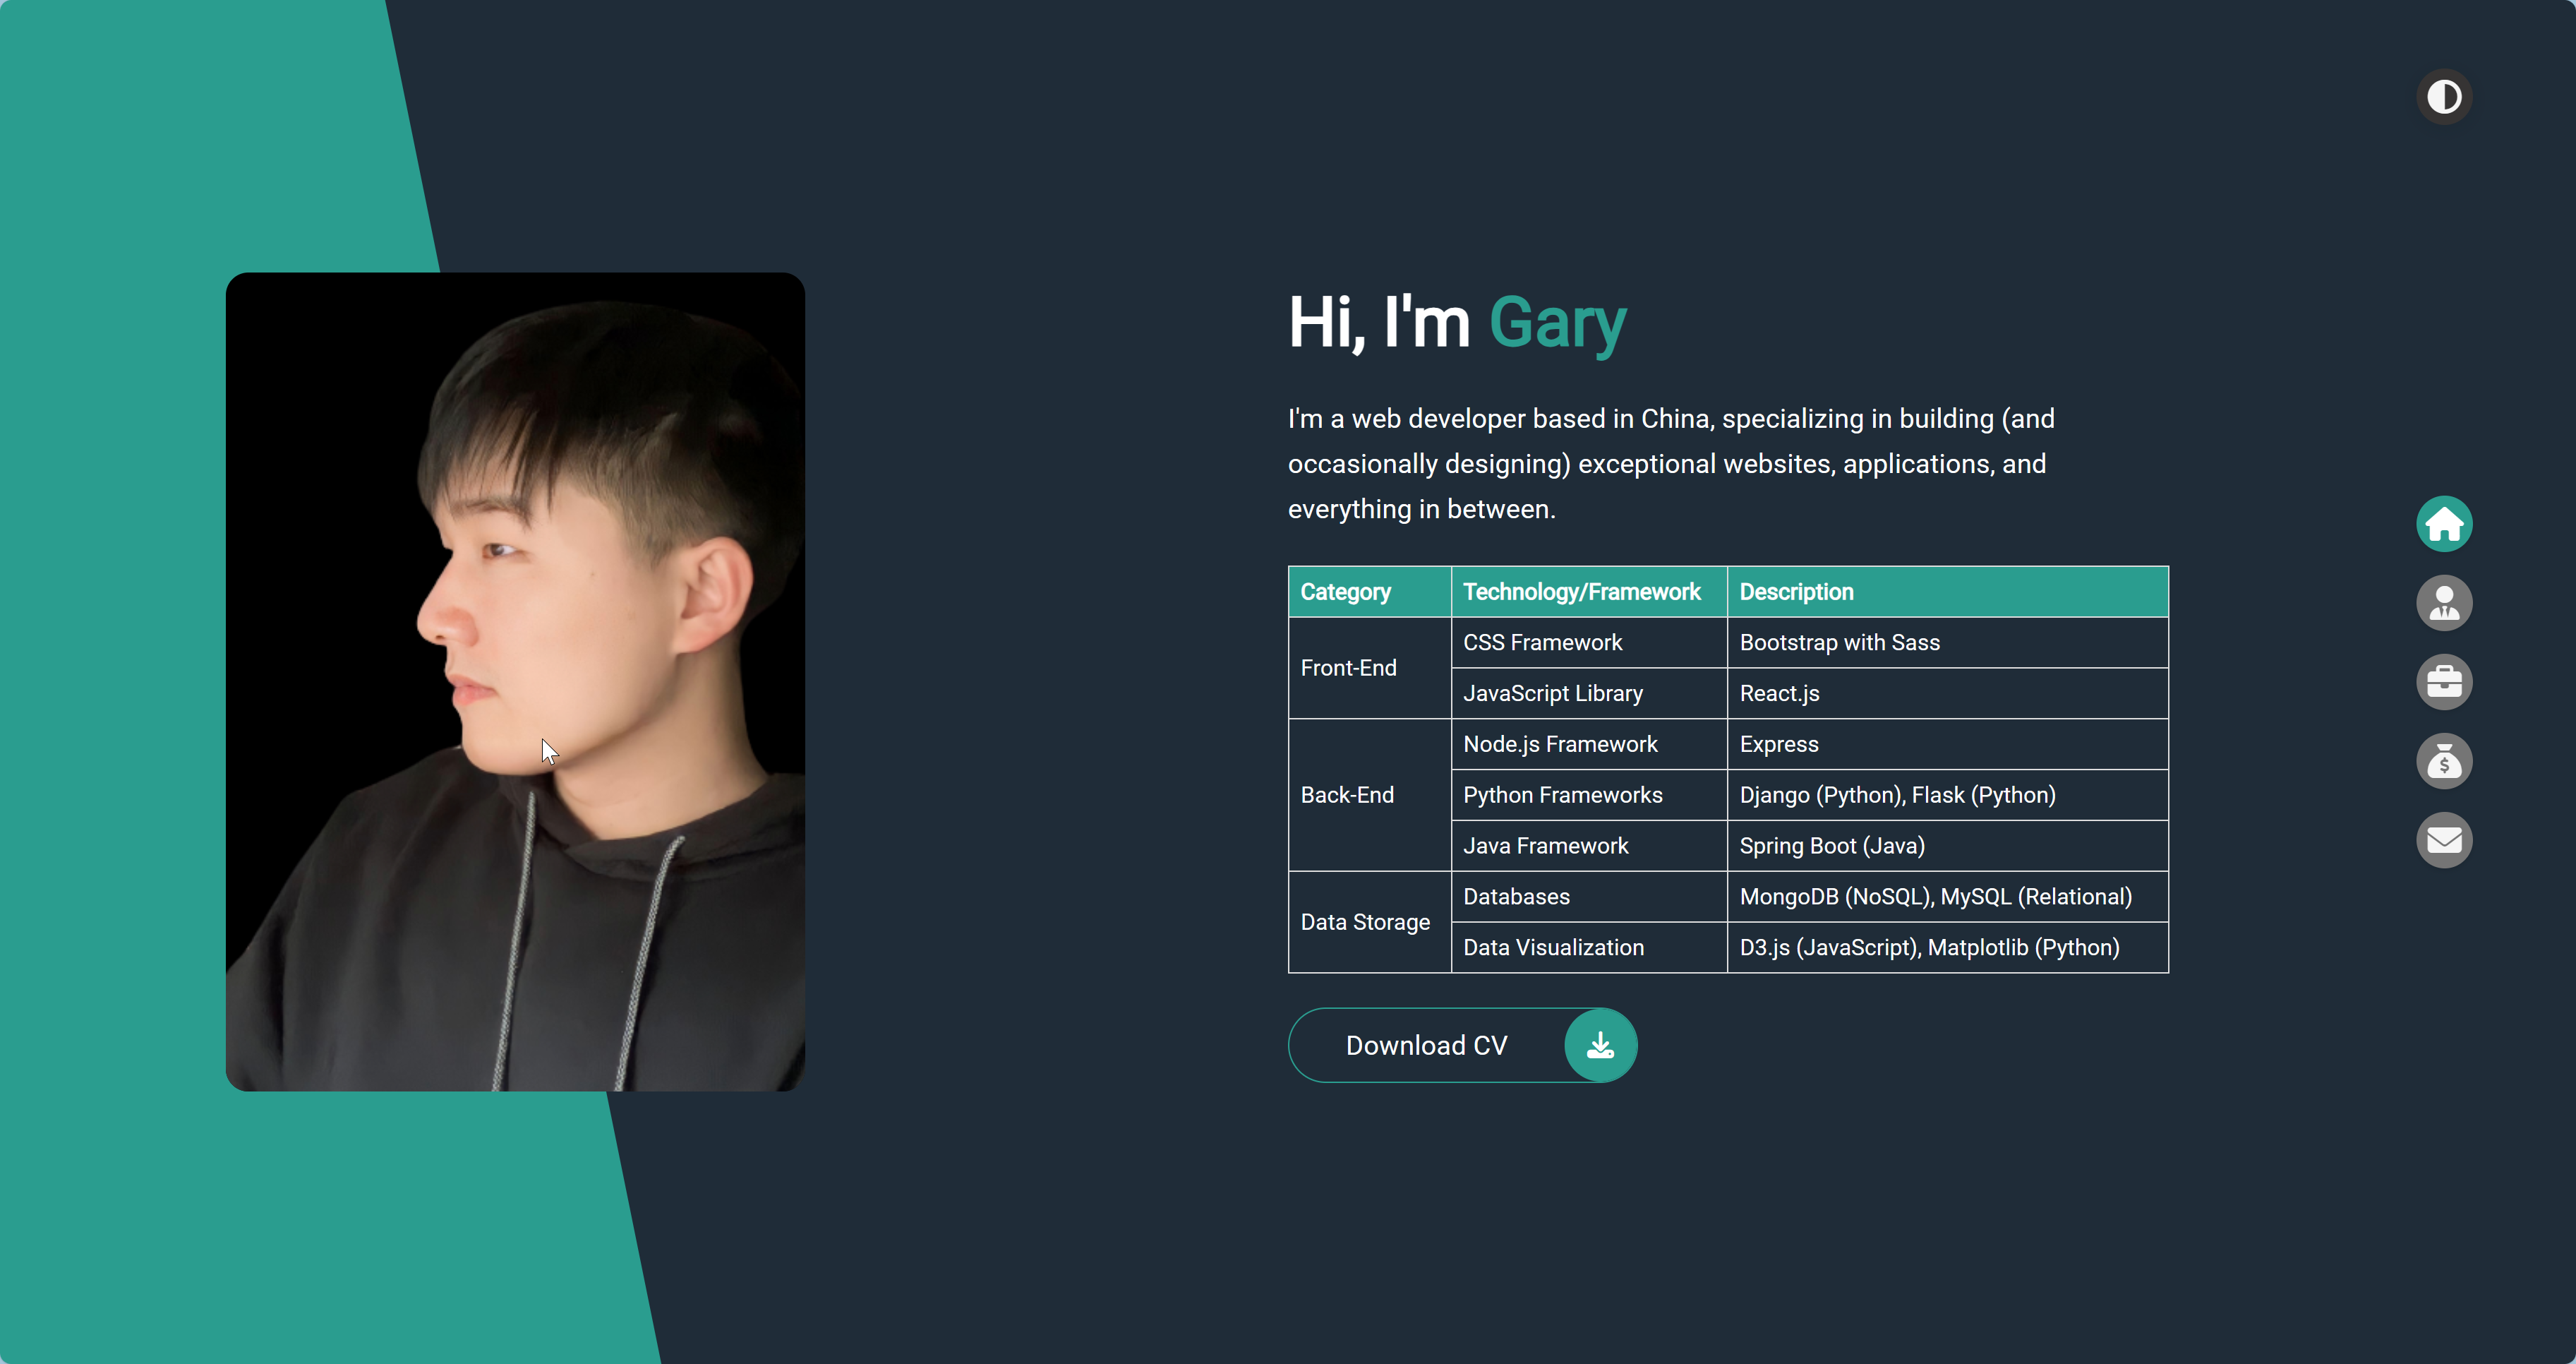 Hi, I'm Gary
I'm a web developer based in China, specializing in building (and
occasionally designing) exceptional websites, applications, and
everything in between.
Category Technology/Framework Description
Front-End
CSS Framework Bootstrap with Sass
JavaScript Library React.js
Back-End
Node.js Framework Express
Python Frameworks Django (Python), Flask (Python)
Java Framework Spring Boot (Java)
Data Storage
Databases MongoDB (NoSQL), MySQL (Relational)
Data Visualization D3.js (JavaScript), Matplotlib (Python)
Download CV